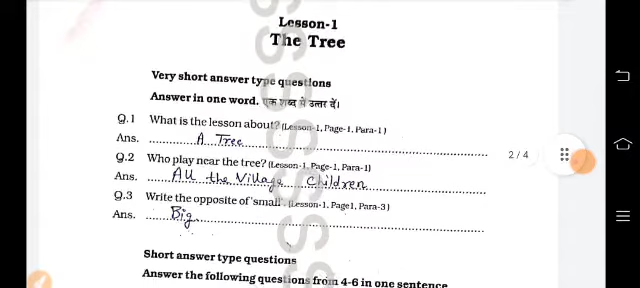 Lesson-1
The Tree
Very short answer type questions
Answer in one word. एक शब्द में उत्तर दें।
Q.1 What is the lesson about? (Lesson-1, Page-1, Para-1)
Ans. A Tree
Q.2 Who play near the tree? (Lesson-1, Page-1, Para-1)
Ans. All the Village Children
Q.3 Write the opposite of 'small'. (Lesson-1, Page1, Para-3)
Ans. Big
2/4
Short answer type questions
Answer the following questions from 4-6 in one sentence